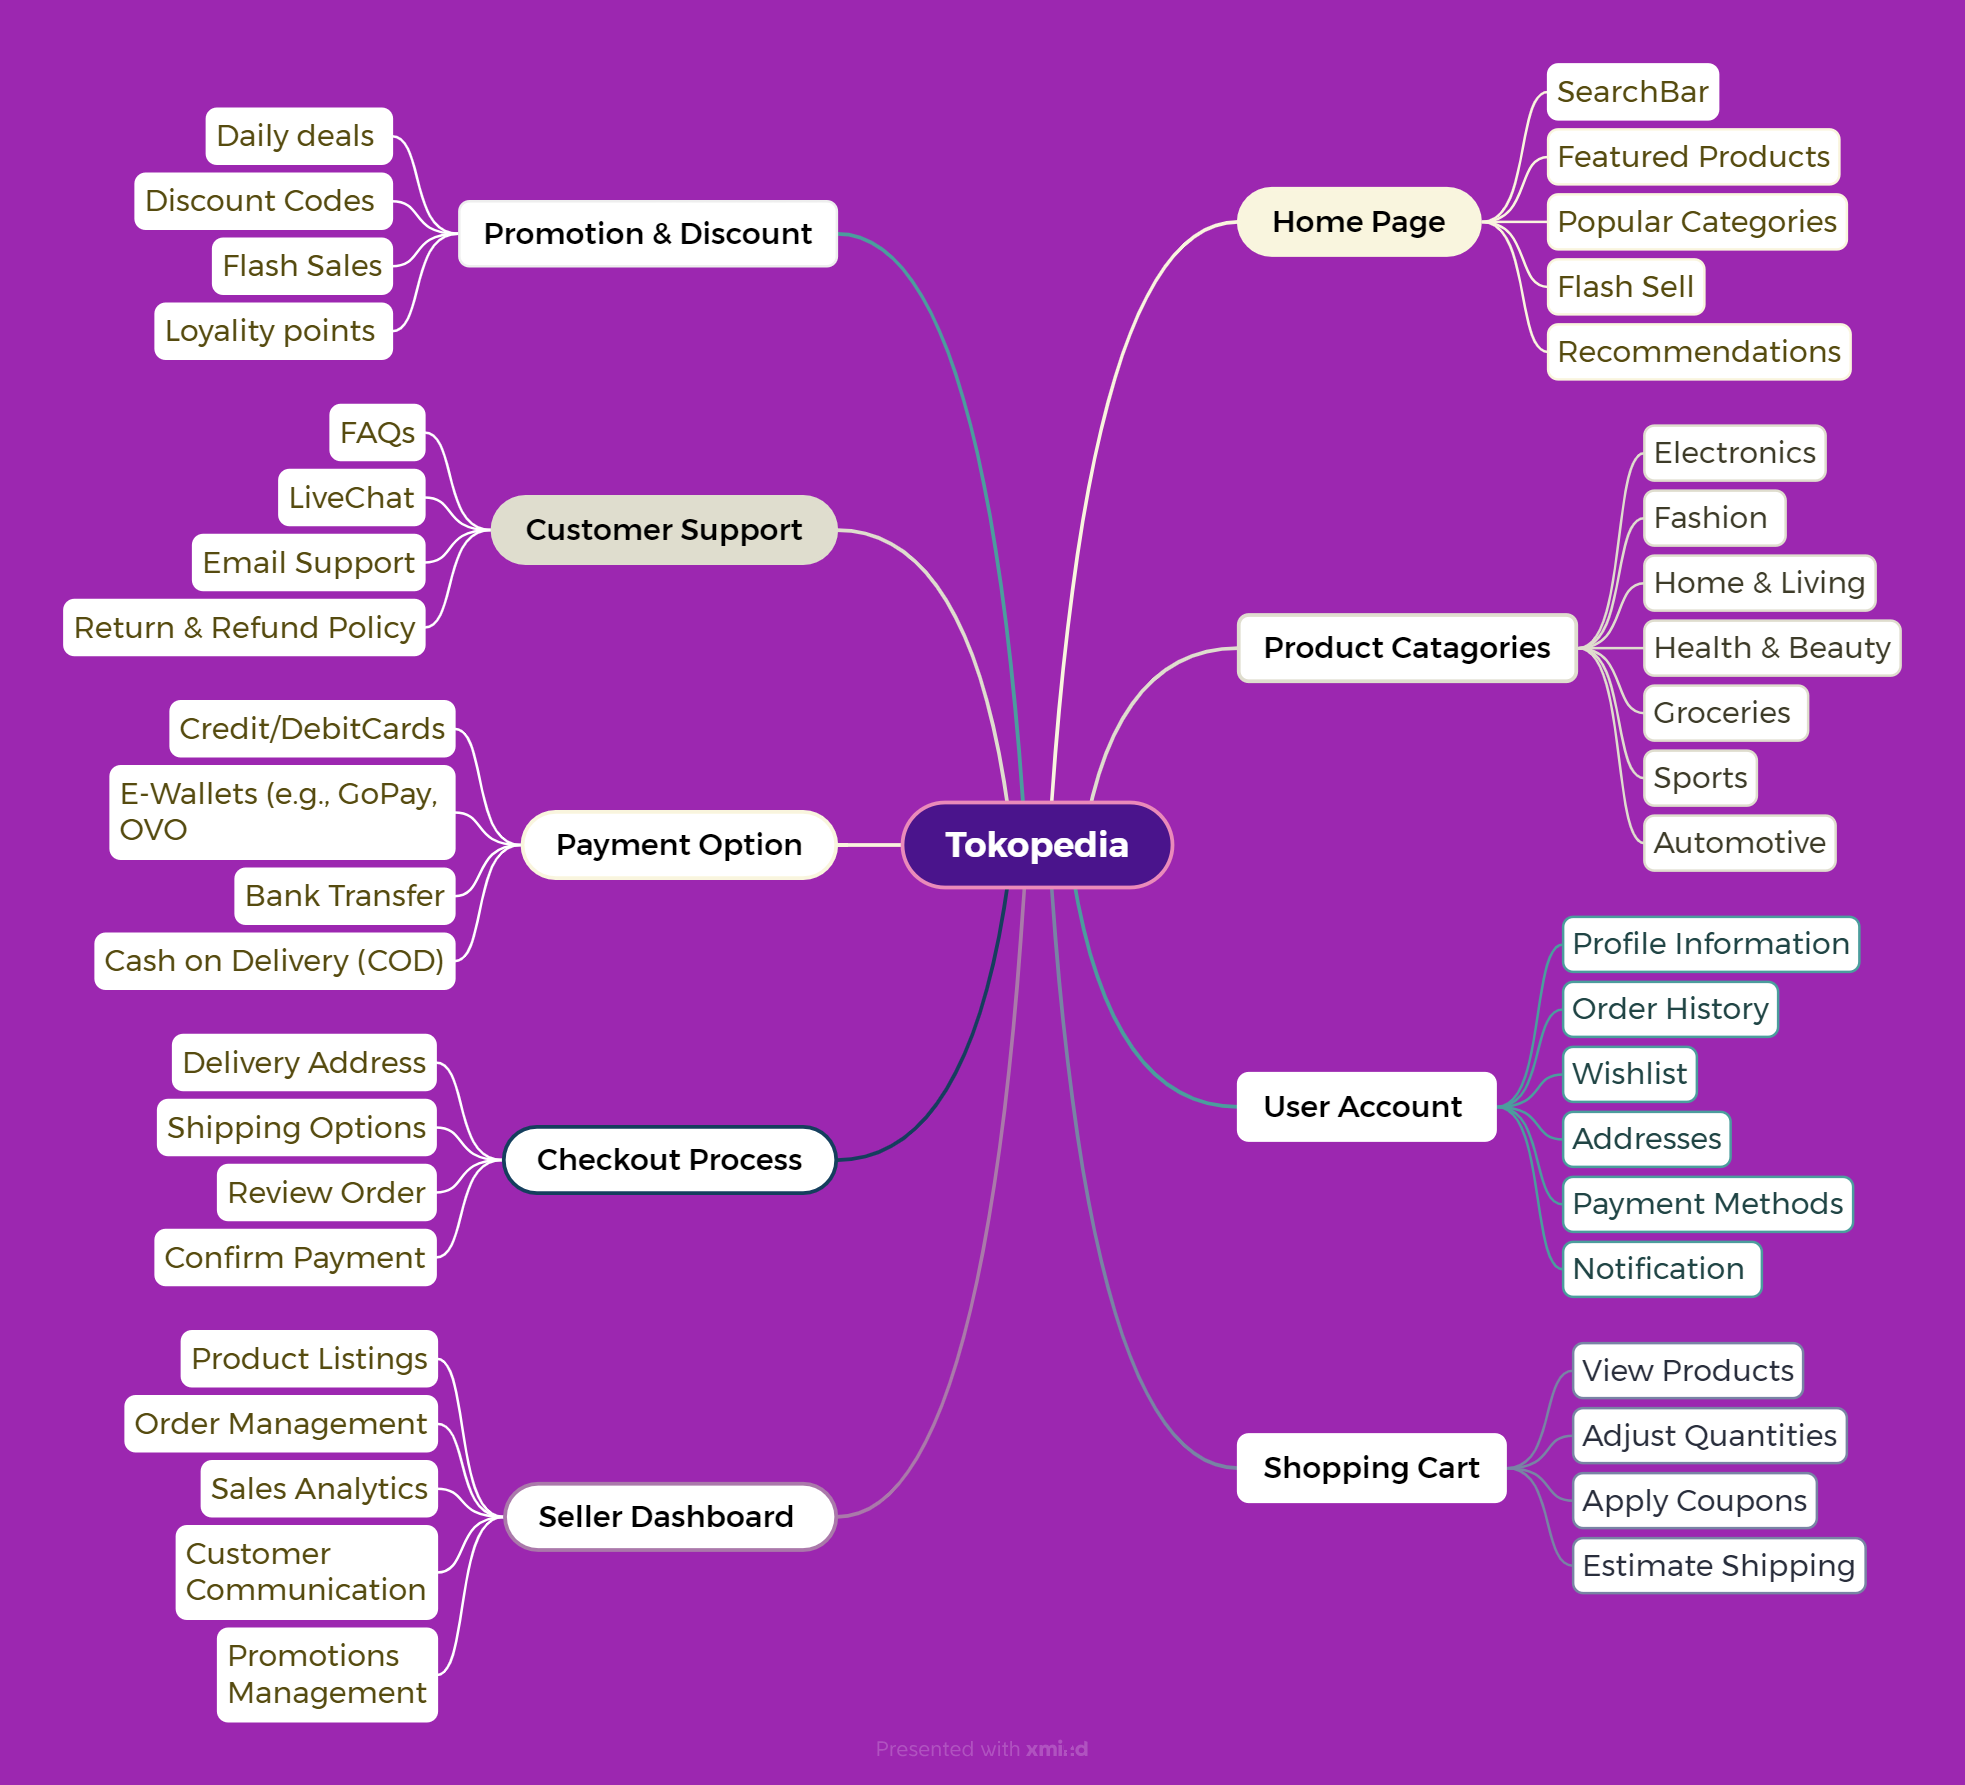 Tokopedia
Home Page
SearchBar
Featured Products
Popular Categories
Flash Sell
Recommendations
Product Catagories
Electronics
Fashion
Home & Living
Health & Beauty
Groceries
Sports
Automotive
User Account
Profile Information
Order History
Wishlist
Addresses
Payment Methods
Notification
Shopping Cart
View Products
Adjust Quantities
Apply Coupons
Estimate Shipping
Promotion & Discount
Daily deals
Discount Codes
Flash Sales
Loyality points
Customer Support
FAQs
LiveChat
Email Support
Return & Refund Policy
Payment Option
Credit/DebitCards
E-Wallets (e.g., GoPay,
OVO
Bank Transfer
Cash on Delivery (COD)
Checkout Process
Delivery Address
Shipping Options
Review Order
Confirm Payment
Seller Dashboard
Product Listings
Order Management
Sales Analytics
Customer
Communication
Promotions
Management
Presented with xmind